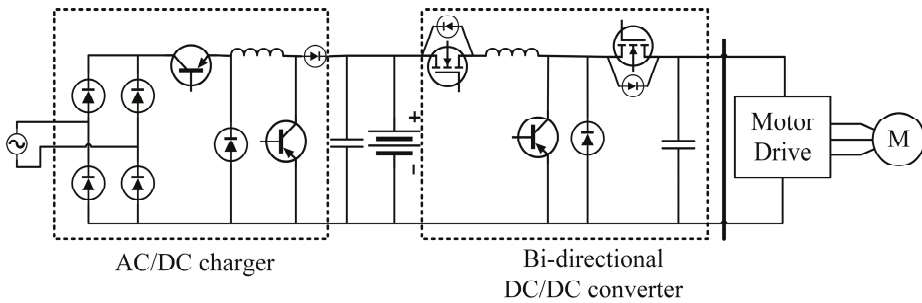 +
−
Motor
Drive
M
AC/DC charger
Bi-directional
DC/DC converter